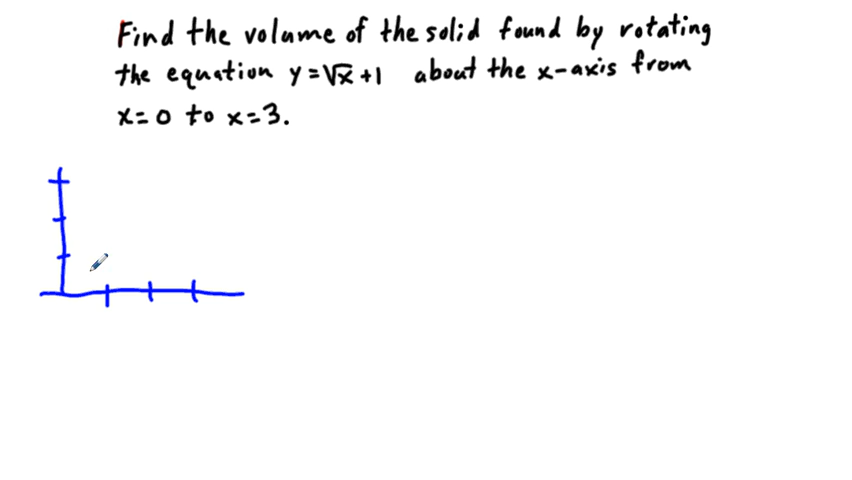 Find the volume of the solid found by rotating
the equation y = √x + 1 about the x-axis from
x = 0 to x = 3.